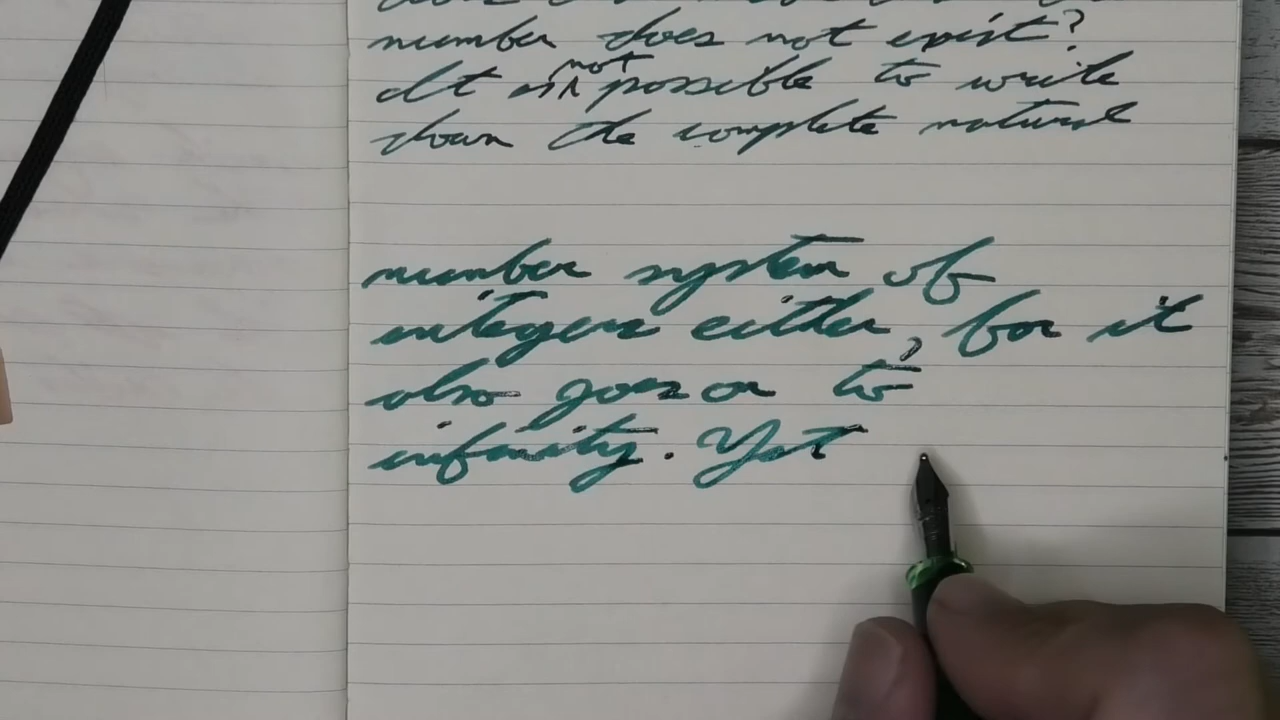 number does not exist?
It is not possible to write
down the complete natural
number system of
integers either, for it
also goes on to
infinity. Yet